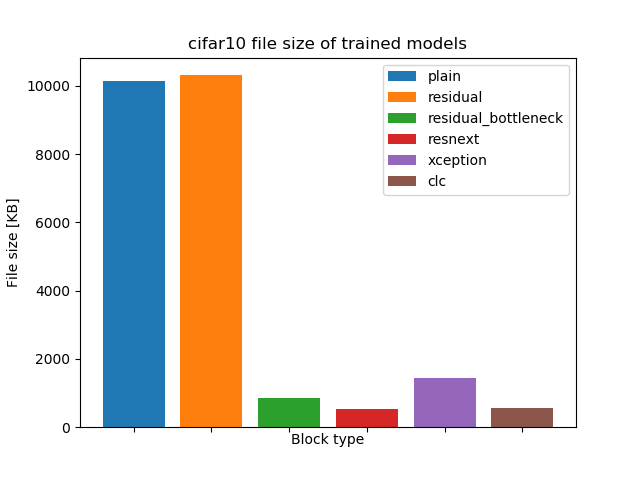 cifar10 file size of trained models
File size [KB]
10000
8000
6000
4000
2000
0
plain
residual
residual_bottleneck
resnext
xception
clc
Block type